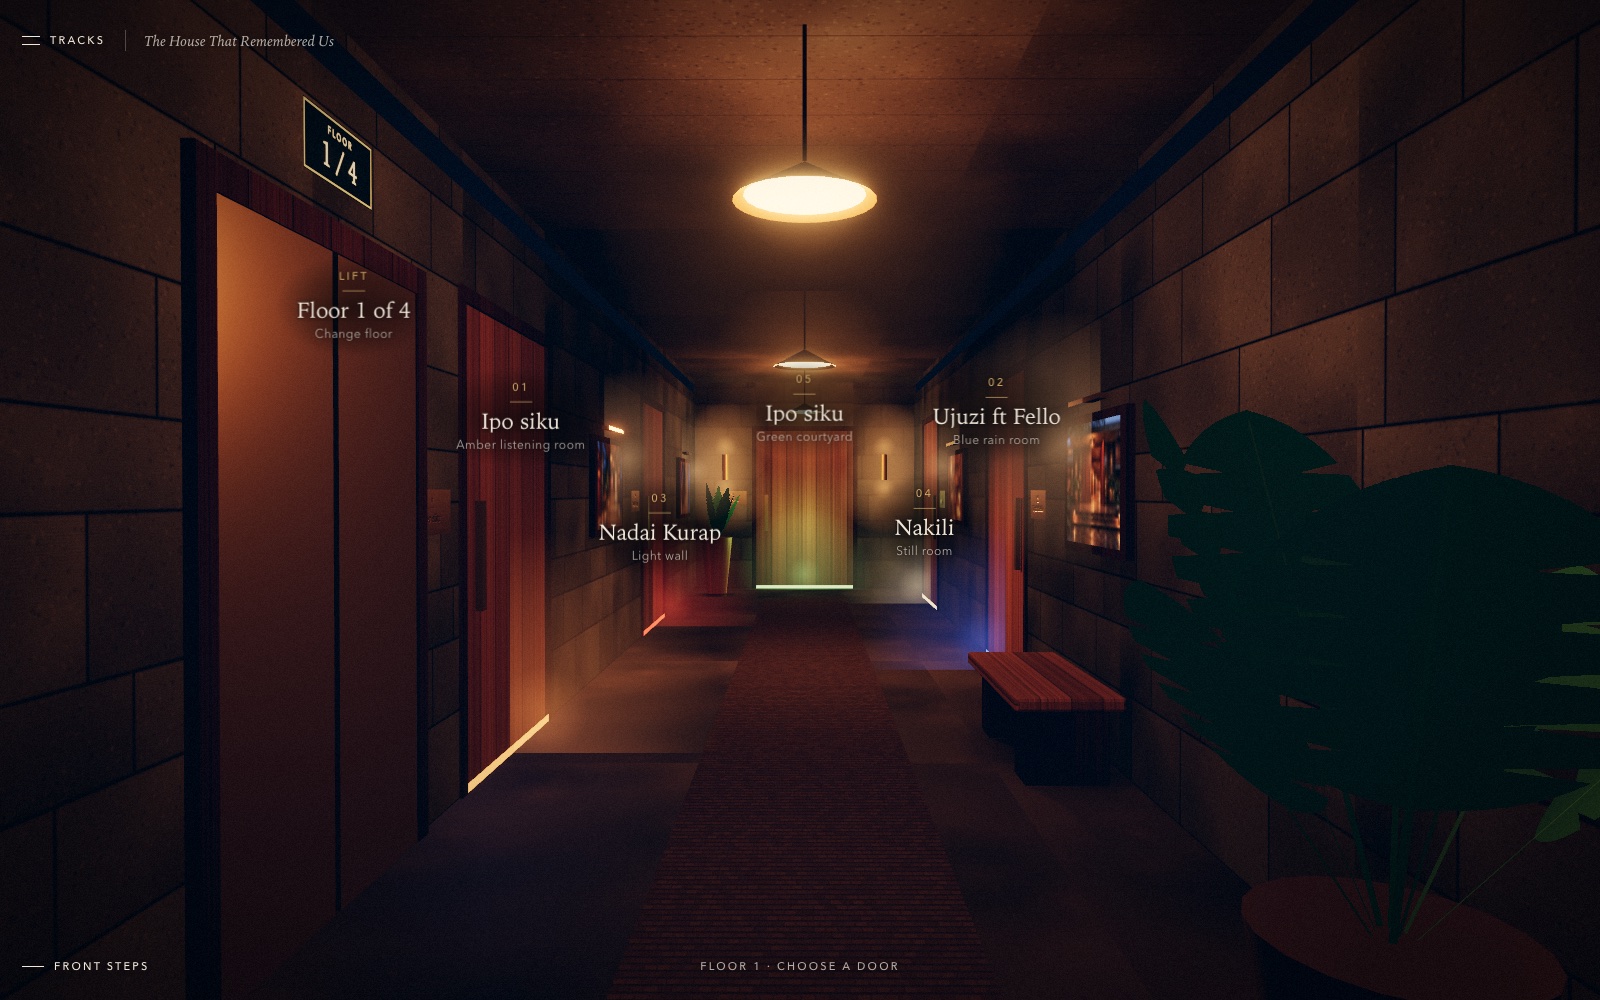 TRACKS
The House That Remembered Us
FLOOR
1/4
LIFT
Floor 1 of 4
Change floor
01
Ipo siku
Amber listening room
05
Ipo siku
Green courtyard
02
Ujuzi ft Fello
Blue rain room
03
Nadai Kurap
Light wall
04
Nakili
Still room
FRONT STEPS
FLOOR 1 · CHOOSE A DOOR